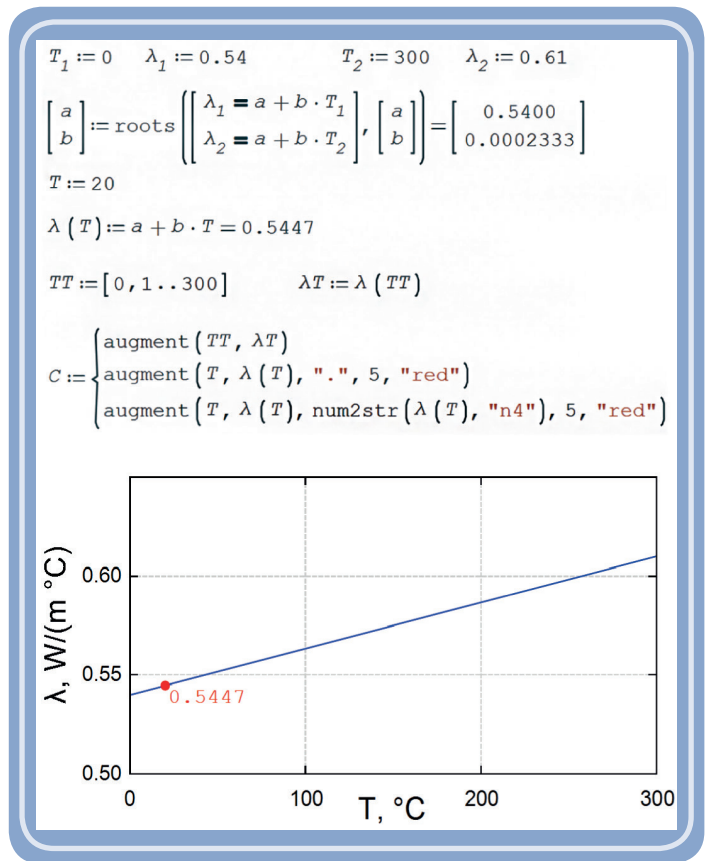 T₁ := 0 λ₁ := 0.54 T₂ := 300 λ₂ := 0.61
[a b] := roots([λ₁ = a + b · T₁ λ₂ = a + b · T₂], [a b]) = [0.5400 0.0002333]
T := 20
λ(T) := a + b · T = 0.5447
TT := [0, 1..300] λT := λ(TT)
C := {augment(TT, λT)
augment(T, λ(T), ".", 5, "red")
augment(T, λ(T), num2str(λ(T), "n4"), 5, "red")
λ, W/(m °C)
0.60
0.55
0.50
0.5447
0 100 200 300
T, °C